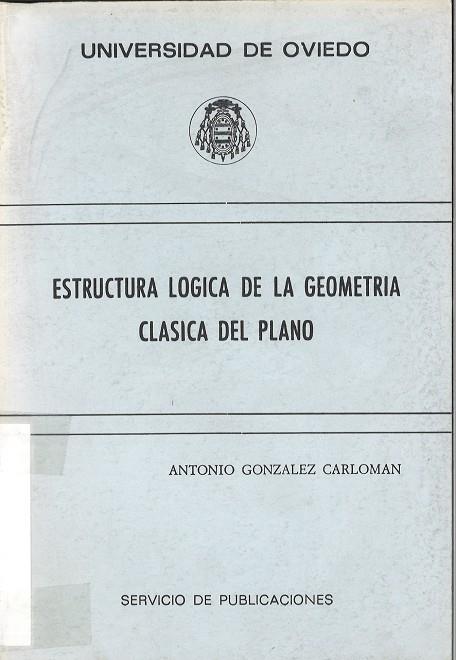 UNIVERSIDAD DE OVIEDO
ESTRUCTURA LOGICA DE LA GEOMETRIA
CLASICA DEL PLANO
ANTONIO GONZALEZ CARLOMAN
SERVICIO DE PUBLICACIONES